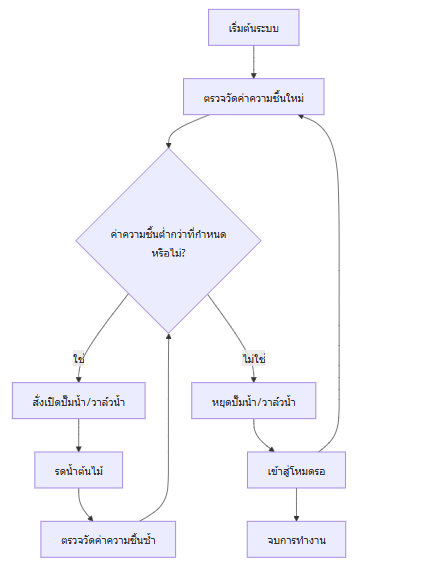 เริ่มต้นระบบ
ตรวจวัดค่าความชื้นใหม่
ค่าความชื้นต่ำกว่าที่กำหนด
หรือไม่?
ใช่
ไม่ใช่
สั่งเปิดปั๊มน้ำ/วาล์วน้ำ
หยุดปั๊มน้ำ/วาล์วน้ำ
รดน้ำต้นไม้
เข้าสู่โหมดรอ
ตรวจวัดค่าความชื้นซ้ำ
จบการทำงาน